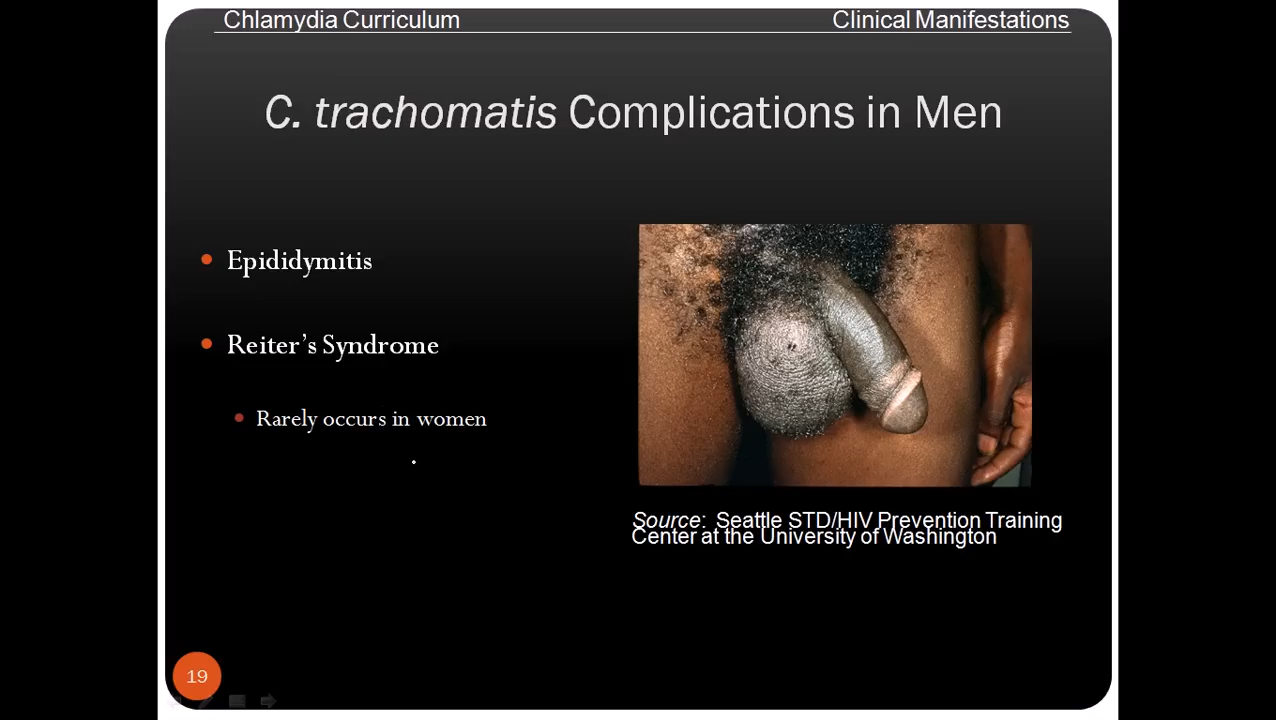 Chlamydia Curriculum
Clinical Manifestations
C. trachomatis Complications in Men
Epididymitis
Reiter's Syndrome
Rarely occurs in women
Source: Seattle STD/HIV Prevention Training
Center at the University of Washington
19